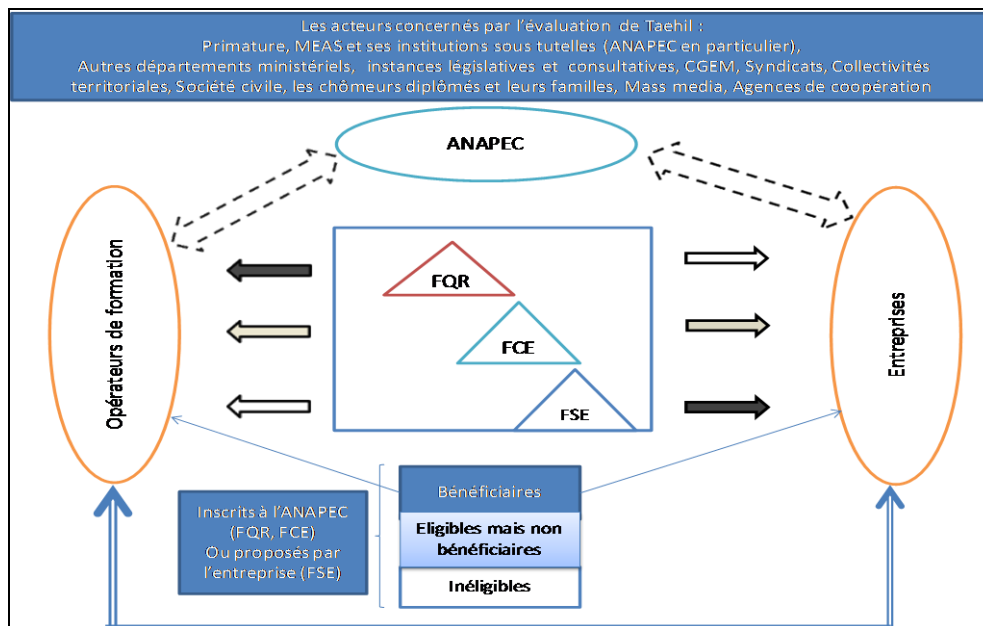 Les acteurs concernés par l'évaluation de Taehil :
Primature, MEAS et ses institutions sous tutelles (ANAPEC en particulier),
Autres départements ministériels, instances législatives et consultatives, CGEM, Syndicats, Collectivités
territoriales, Société civile, les chômeurs diplômés et leurs familles, Mass media, Agences de coopération
ANAPEC
Opérateurs de formation
FQR
FCE
FSE
Entreprises
Inscrits à l'ANAPEC
(FQR, FCE)
Ou proposés par
l'entreprise (FSE)
Bénéficiaires
Eligibles mais non
bénéficiaires
Inéligibles